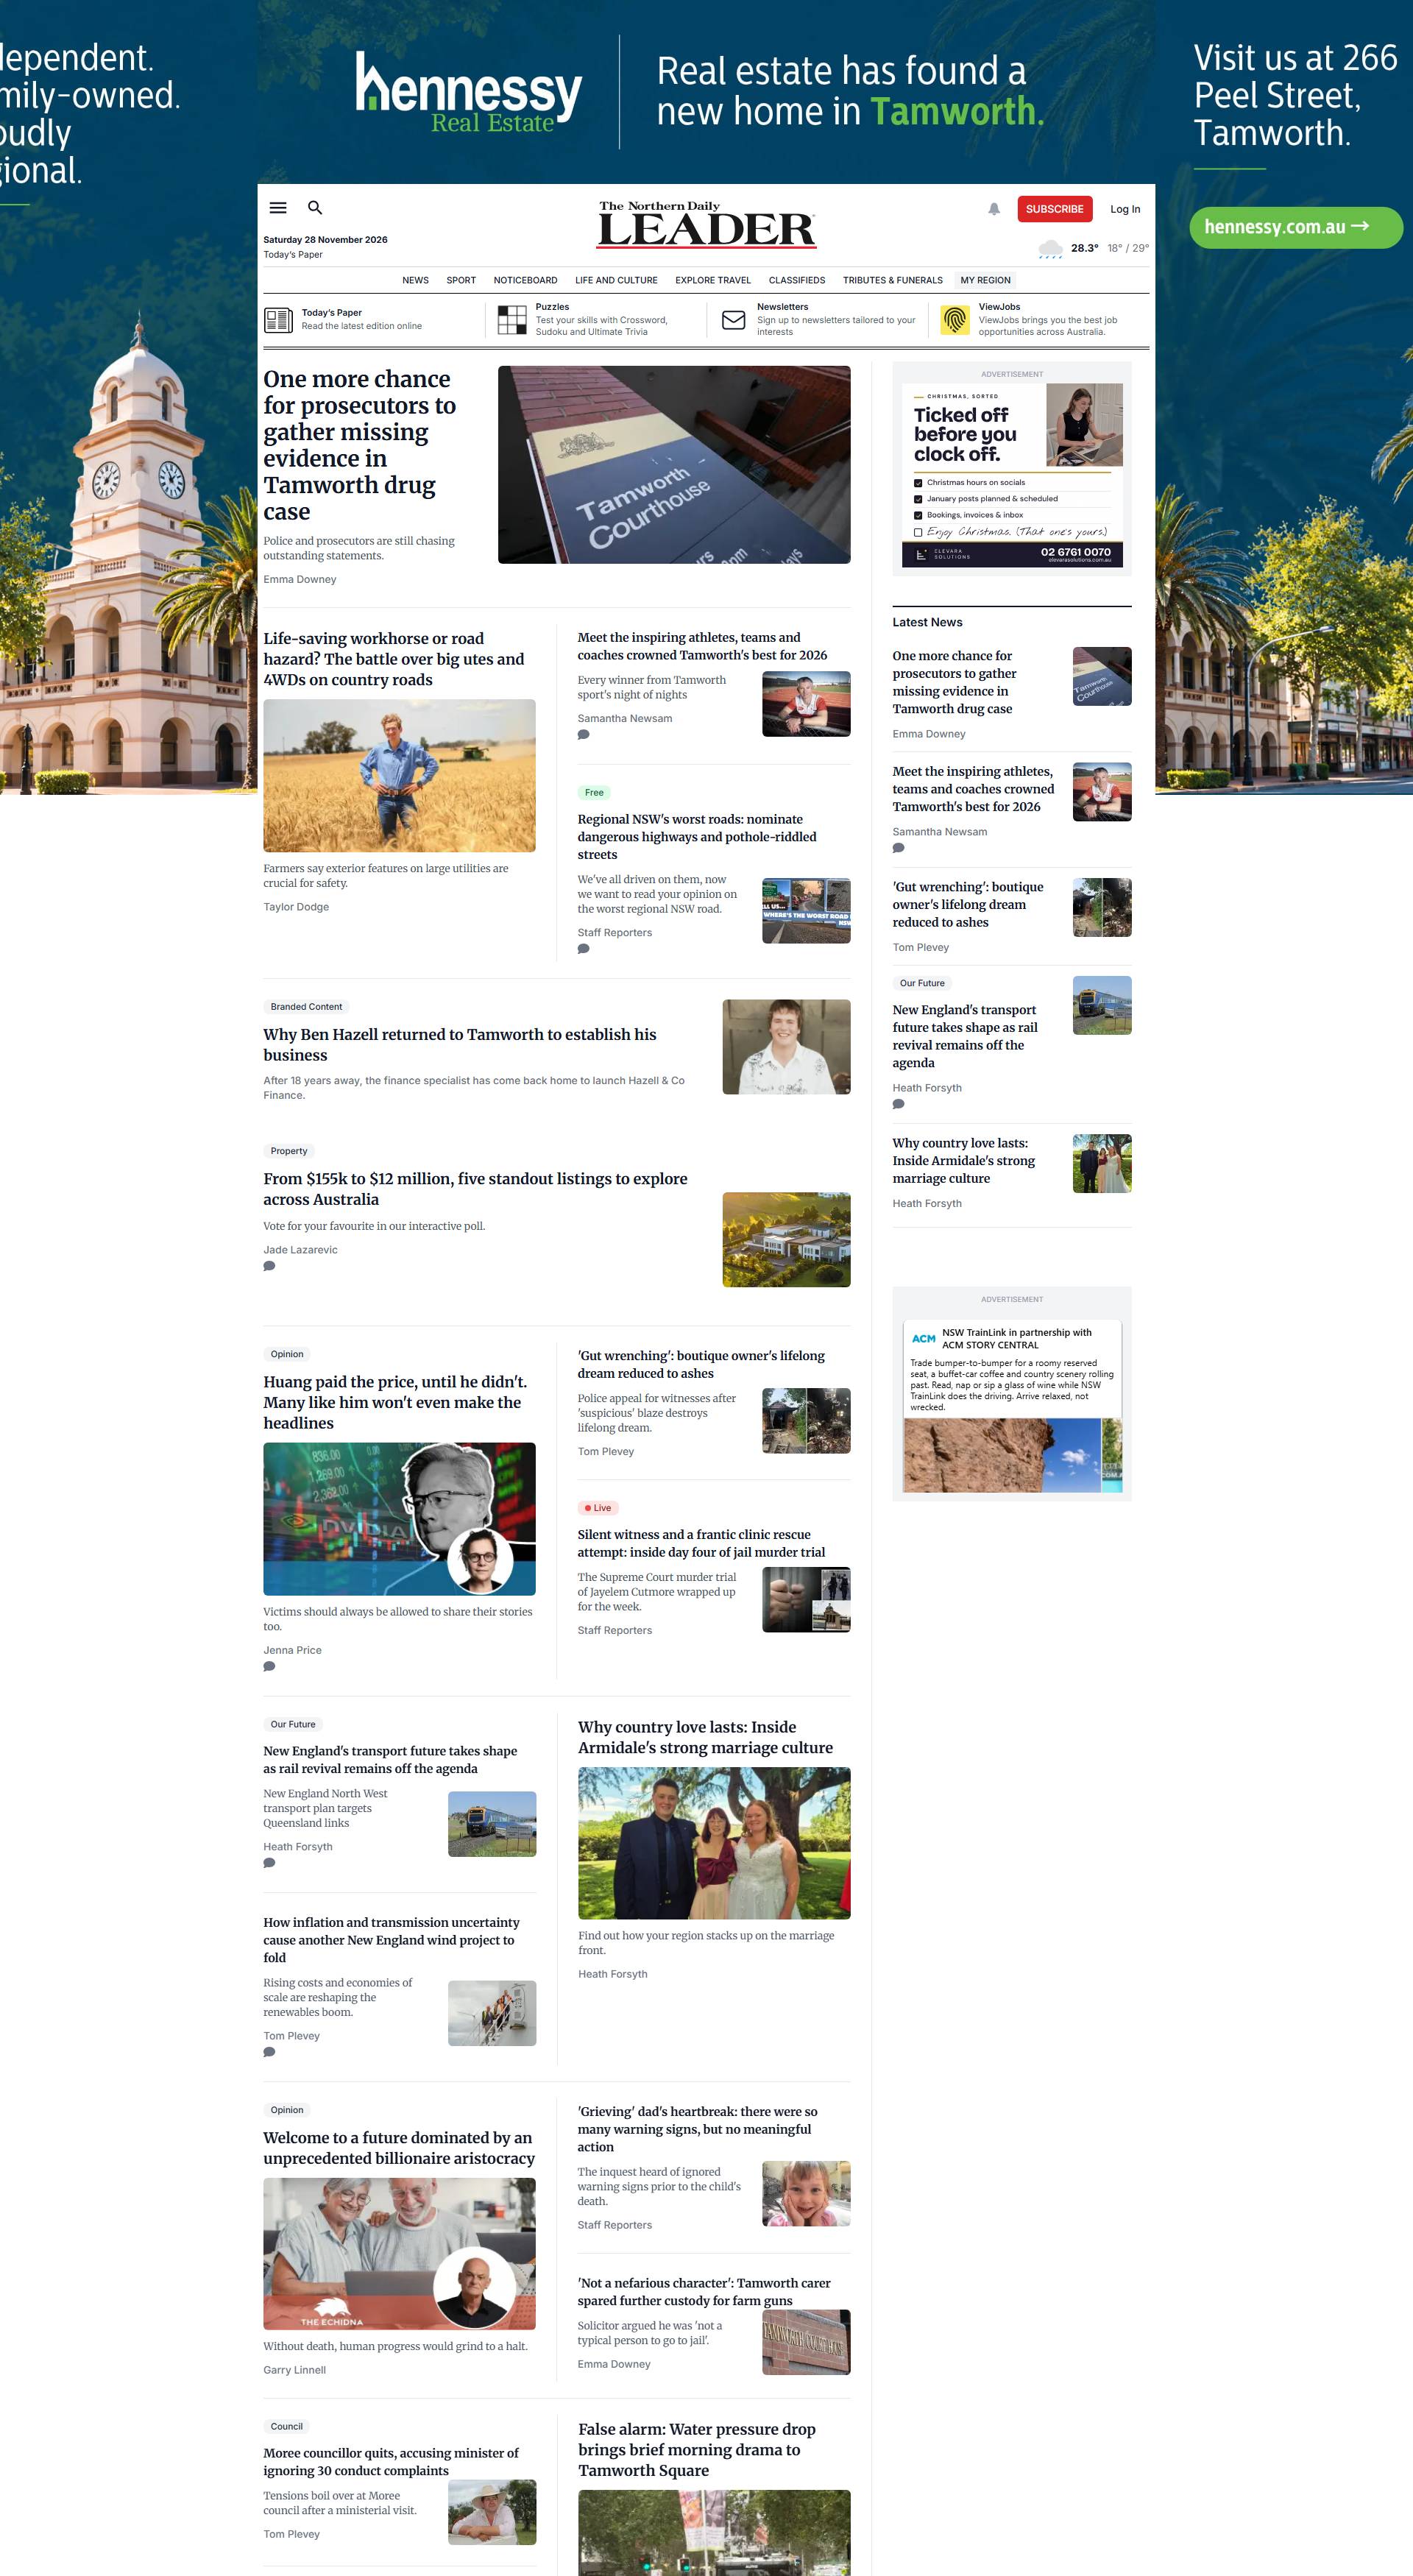 dependent.
mily-owned.
oudly
gional.
hennessy
Real Estate
Real estate has found a
new home in Tamworth.
Visit us at 266
Peel Street,
Tamworth.
hennessy.com.au →
The Northern Daily
LEADER
SUBSCRIBE
Log In
Saturday 28 November 2026
Today's Paper
28.3° 18° / 29°
NEWS SPORT NOTICEBOARD LIFE AND CULTURE EXPLORE TRAVEL CLASSIFIEDS TRIBUTES & FUNERALS MY REGION
Today's Paper
Read the latest edition online
Puzzles
Test your skills with Crossword,
Sudoku and Ultimate Trivia
Newsletters
Sign up to newsletters tailored to your
interests
ViewJobs
ViewJobs brings you the best job
opportunities across Australia.
One more chance
for prosecutors to
gather missing
evidence in
Tamworth drug
case
Police and prosecutors are still chasing
outstanding statements.
Emma Downey
Tamworth
Courthouse
Life-saving workhorse or road
hazard? The battle over big utes and
4WDs on country roads
Farmers say exterior features on large utilities are
crucial for safety.
Taylor Dodge
Meet the inspiring athletes, teams and
coaches crowned Tamworth's best for 2026
Every winner from Tamworth
sport's night of nights
Samantha Newsam
Free
Regional NSW's worst roads: nominate
dangerous highways and pothole-riddled
streets
We've all driven on them, now
we want to read your opinion on
the worst regional NSW road.
Staff Reporters
ELL US...
WHERE'S THE WORST ROAD
NSW
Branded Content
Why Ben Hazell returned to Tamworth to establish his
business
After 18 years away, the finance specialist has come back home to launch Hazell & Co
Finance.
Property
From $155k to $12 million, five standout listings to explore
across Australia
Vote for your favourite in our interactive poll.
Jade Lazarevic
Opinion
Huang paid the price, until he didn't.
Many like him won't even make the
headlines
836.00
0.00
1,269.00
2,362.00
NVIDIA
Victims should always be allowed to share their stories
too.
Jenna Price
'Gut wrenching': boutique owner's lifelong
dream reduced to ashes
Police appeal for witnesses after
'suspicious' blaze destroys
lifelong dream.
Tom Plevey
Live
Silent witness and a frantic clinic rescue
attempt: inside day four of jail murder trial
The Supreme Court murder trial
of Jayelem Cutmore wrapped up
for the week.
Staff Reporters
Our Future
New England's transport future takes shape
as rail revival remains off the agenda
New England North West
transport plan targets
Queensland links
Heath Forsyth
How inflation and transmission uncertainty
cause another New England wind project to
fold
Rising costs and economies of
scale are reshaping the
renewables boom.
Tom Plevey
Why country love lasts: Inside
Armidale's strong marriage culture
Find out how your region stacks up on the marriage
front.
Heath Forsyth
Opinion
Welcome to a future dominated by an
unprecedented billionaire aristocracy
THE ECHIDNA
Without death, human progress would grind to a halt.
Garry Linnell
'Grieving' dad's heartbreak: there were so
many warning signs, but no meaningful
action
The inquest heard of ignored
warning signs prior to the child's
death.
Staff Reporters
'Not a nefarious character': Tamworth carer
spared further custody for farm guns
Solicitor argued he was 'not a
typical person to go to jail'.
Emma Downey
TAMWORTH COURT HOUSE
Council
Moree councillor quits, accusing minister of
ignoring 30 conduct complaints
Tensions boil over at Moree
council after a ministerial visit.
Tom Plevey
False alarm: Water pressure drop
brings brief morning drama to
Tamworth Square
ADVERTISEMENT
CHRISTMAS, SORTED
Ticked off
before you
clock off.
Christmas hours on socials
January posts planned & scheduled
Bookings, invoices & inbox
Enjoy Christmas. (That one's yours.)
ELEVARA
SOLUTIONS
02 6761 0070
elevarasolutions.com.au
Latest News
One more chance for
prosecutors to gather
missing evidence in
Tamworth drug case
Emma Downey
Tamworth
Courthouse
Meet the inspiring athletes,
teams and coaches crowned
Tamworth's best for 2026
Samantha Newsam
'Gut wrenching': boutique
owner's lifelong dream
reduced to ashes
Tom Plevey
Our Future
New England's transport
future takes shape as rail
revival remains off the
agenda
Heath Forsyth
Why country love lasts:
Inside Armidale's strong
marriage culture
Heath Forsyth
ADVERTISEMENT
ACM
NSW TrainLink in partnership with
ACM STORY CENTRAL
Trade bumper-to-bumper for a roomy reserved
seat, a buffet-car coffee and country scenery rolling
past. Read, nap or sip a glass of wine while NSW
TrainLink does the driving. Arrive relaxed, not
wrecked.